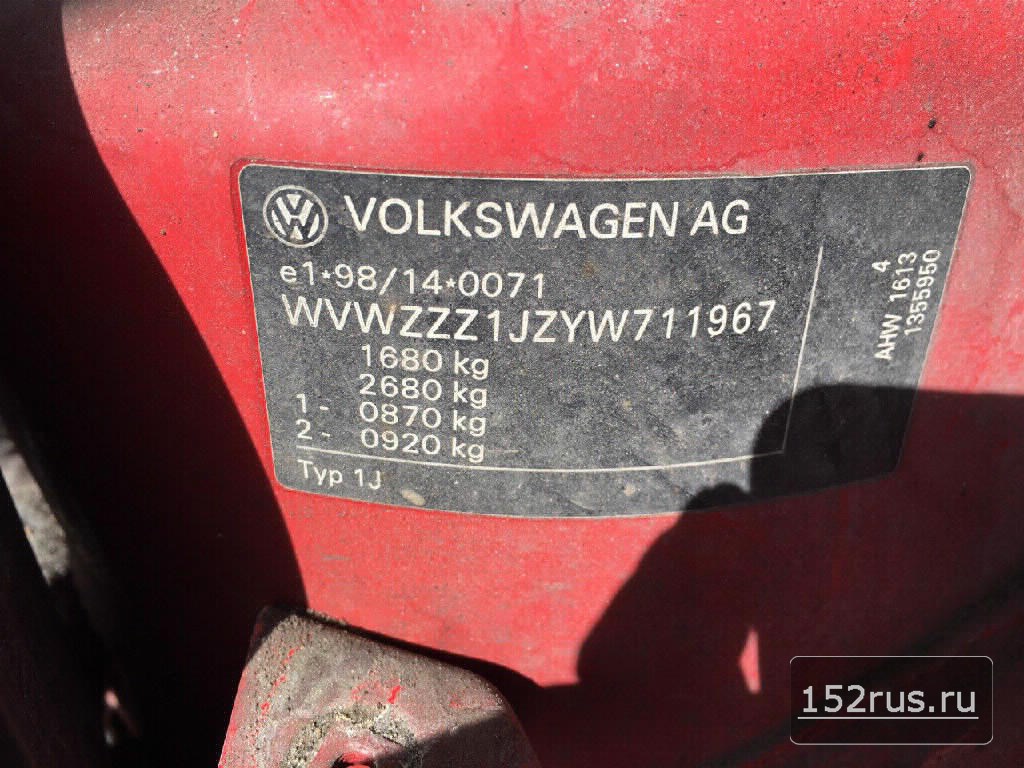 VOLKSWAGEN AG
e1*98/14*0071
WVWZZZ1JZYW711967
1680 kg
2680 kg
1- 0870 kg
2- 0920 kg
Typ 1J
4
AHW 1613
1355950
152rus.ru